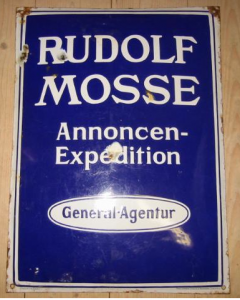 RUDOLF
MOSSE
Annoncen-
Expedition
General-Agentur